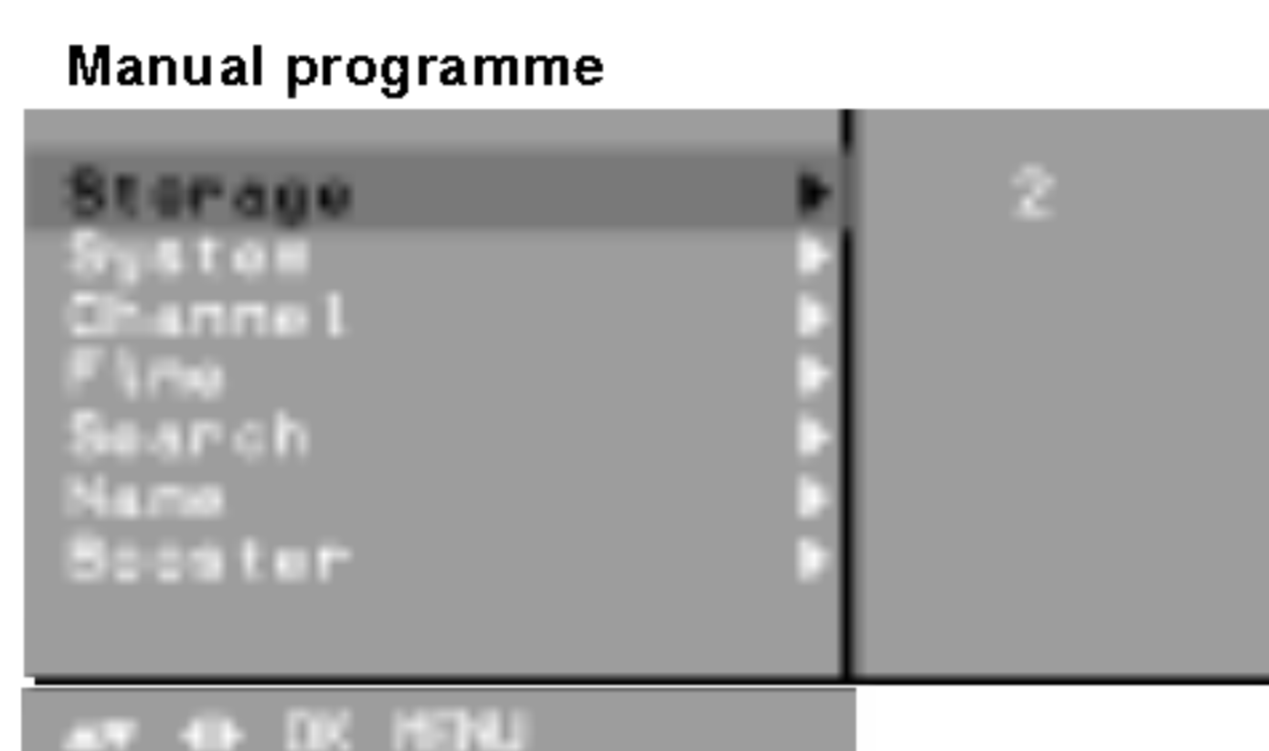 Manual programme
Storage 2
System
Channel
Fine
Search
Name
Booster
OK MENU